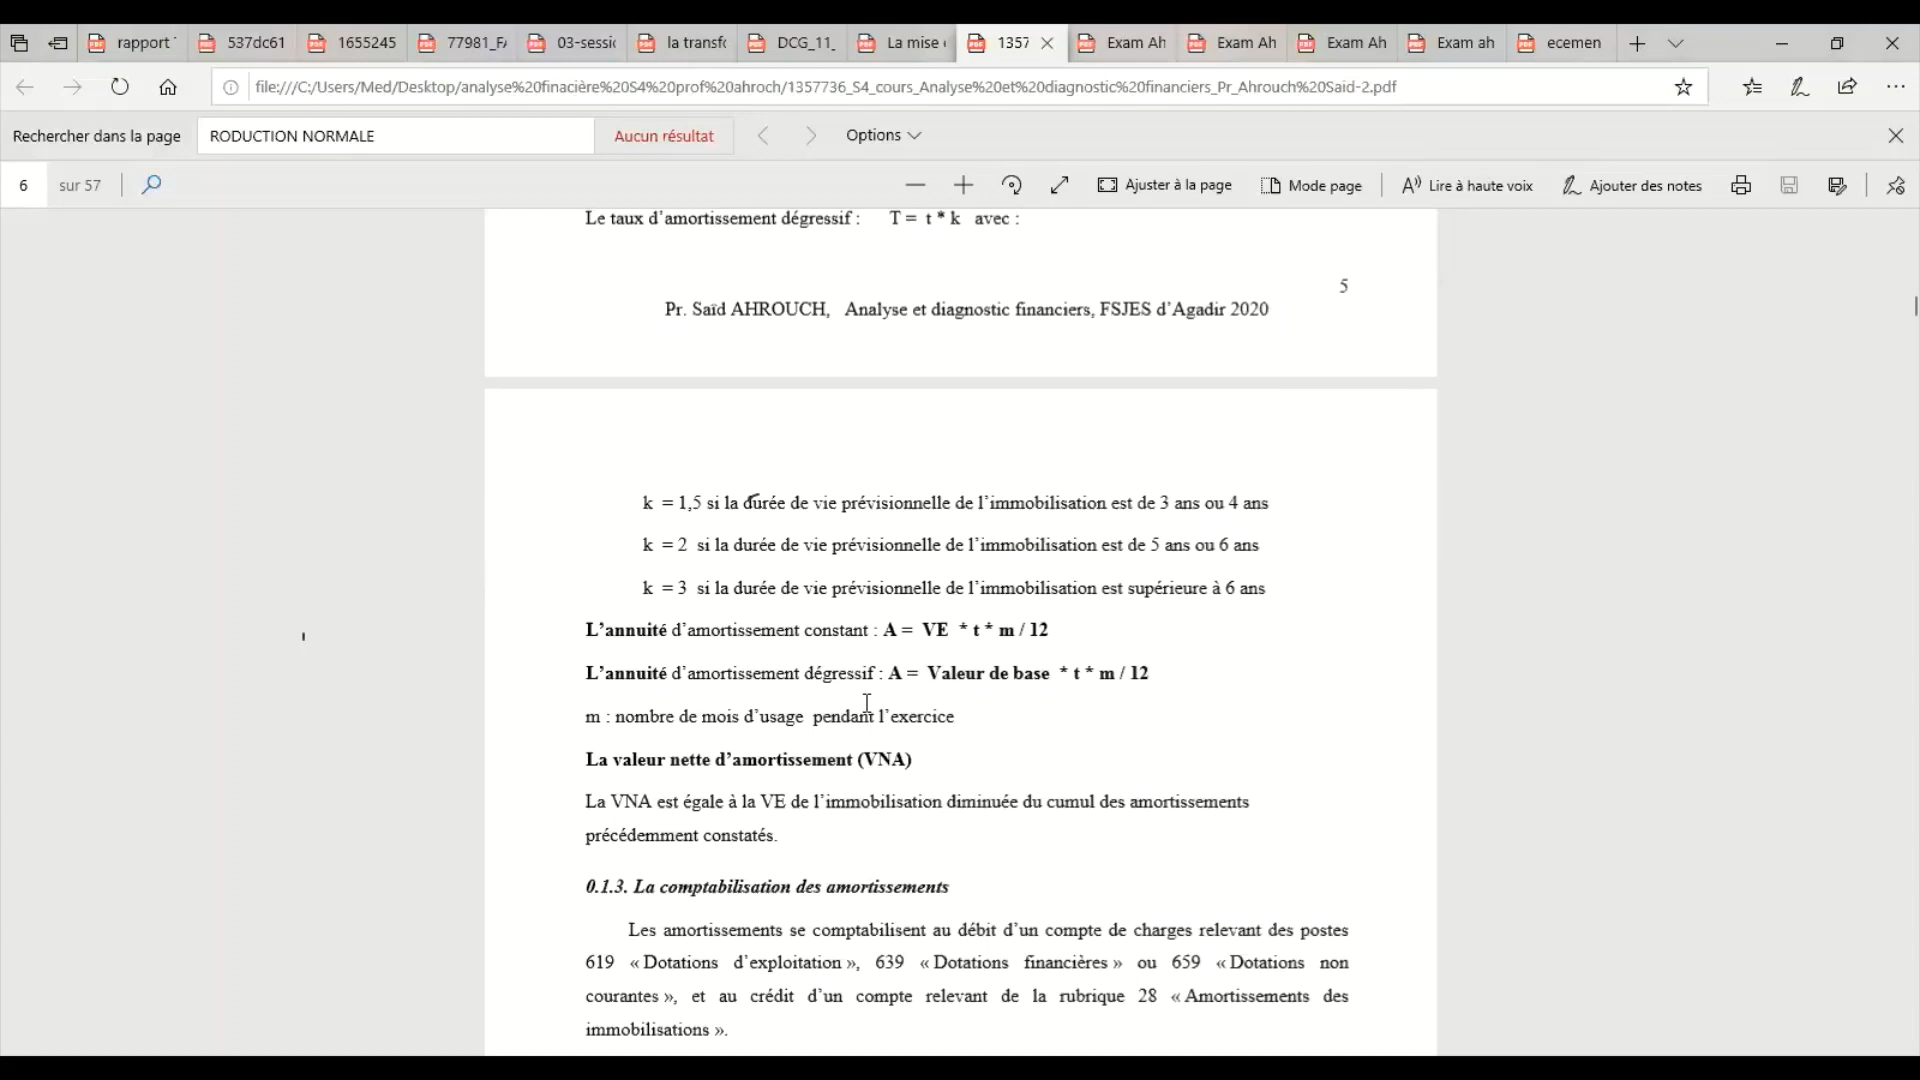 rapport
537dc61
1655245
77981_F
03-sessic
la transfc
DCG_11_
La mise
1357
Exam Ah
Exam Ah
Exam Ah
Exam ah
ecemen
file:///C:/Users/Med/Desktop/analyse%20finacière%20S4%20prof%20ahroch/1357736_S4_cours_Analyse%20et%20diagnostic%20financiers_Pr_Ahrouch%20Said-2.pdf
Rechercher dans la page
RODUCTION NORMALE
Aucun résultat
Options
6
sur 57
Ajuster à la page
Mode page
Lire à haute voix
Ajouter des notes
Le taux d’amortissement dégressif : T = t * k avec :
5
Pr. Saïd AHROUCH, Analyse et diagnostic financiers, FSJES d’Agadir 2020
k = 1,5 si la durée de vie prévisionnelle de l’immobilisation est de 3 ans ou 4 ans
k = 2 si la durée de vie prévisionnelle de l’immobilisation est de 5 ans ou 6 ans
k = 3 si la durée de vie prévisionnelle de l’immobilisation est supérieure à 6 ans
L’annuité d’amortissement constant : A = VE * t * m / 12
L’annuité d’amortissement dégressif : A = Valeur de base * t * m / 12
m : nombre de mois d’usage pendant l’exercice
La valeur nette d’amortissement (VNA)
La VNA est égale à la VE de l’immobilisation diminuée du cumul des amortissements
précédemment constatés.
0.1.3. La comptabilisation des amortissements
Les amortissements se comptabilisent au débit d’un compte de charges relevant des postes
619 « Dotations d’exploitation », 639 « Dotations financières » ou 659 « Dotations non
courantes », et au crédit d’un compte relevant de la rubrique 28 « Amortissements des
immobilisations ».